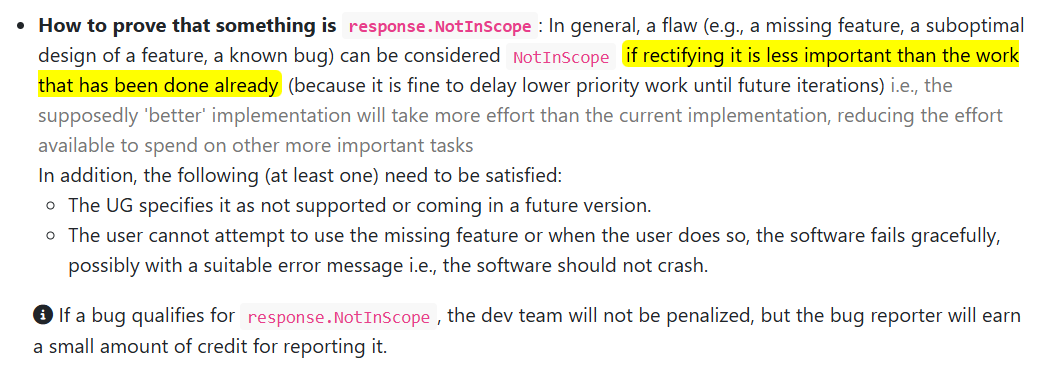 • How to prove that something is response.NotInScope: In general, a flaw (e.g., a missing feature, a suboptimal
design of a feature, a known bug) can be considered NotInScope if rectifying it is less important than the work
that has been done already (because it is fine to delay lower priority work until future iterations) i.e., the
supposedly 'better' implementation will take more effort than the current implementation, reducing the effort
available to spend on other more important tasks
In addition, the following (at least one) need to be satisfied:
◦ The UG specifies it as not supported or coming in a future version.
◦ The user cannot attempt to use the missing feature or when the user does so, the software fails gracefully,
possibly with a suitable error message i.e., the software should not crash.
If a bug qualifies for response.NotInScope, the dev team will not be penalized, but the bug reporter will earn
a small amount of credit for reporting it.